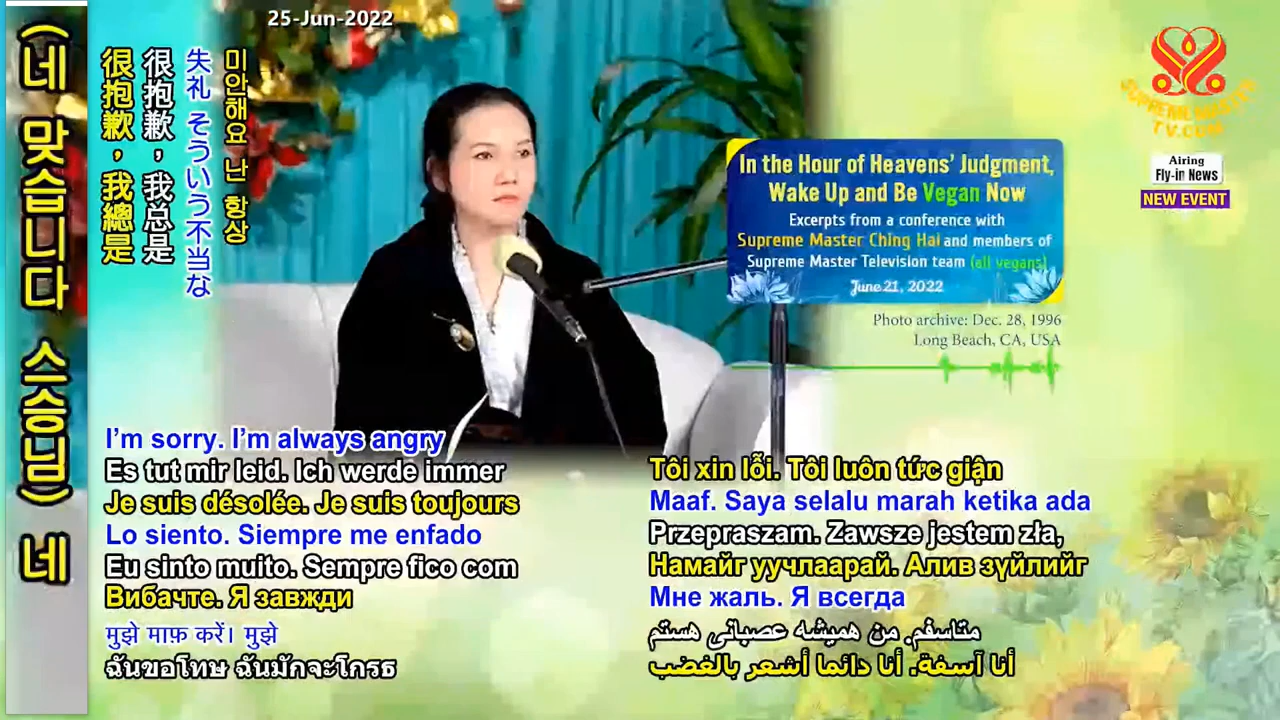 25-Jun-2022
(네 맞습니다 스승님) 네
很抱歉，我總是
很抱歉，我总是
失礼 そういう不当な
미안해요 난 항상
SUPREME MASTER
TV.COM
Airing
Fly-in News
NEW EVENT
In the Hour of Heavens’ Judgment,
Wake Up and Be Vegan Now
Excerpts from a conference with
Supreme Master Ching Hai and members of
Supreme Master Television team (all vegans)
June 21, 2022
Photo archive: Dec. 28, 1996
Long Beach, CA, USA
I’m sorry. I’m always angry
Es tut mir leid. Ich werde immer
Je suis désolée. Je suis toujours
Lo siento. Siempre me enfado
Eu sinto muito. Sempre fico com
Вибачте. Я завжди
मुझे माफ़ करें। मुझे
ฉันขอโทษ ฉันมักจะโกรธ
Tôi xin lỗi. Tôi luôn tức giận
Maaf. Saya selalu marah ketika ada
Przepraszam. Zawsze jestem zła,
Намайг уучлаарай. Алив зүйлийг
Мне жаль. Я всегда
متاسفم. من همیشه عصبانی هستم
أنا آسفة. أنا دائما أشعر بالغضب